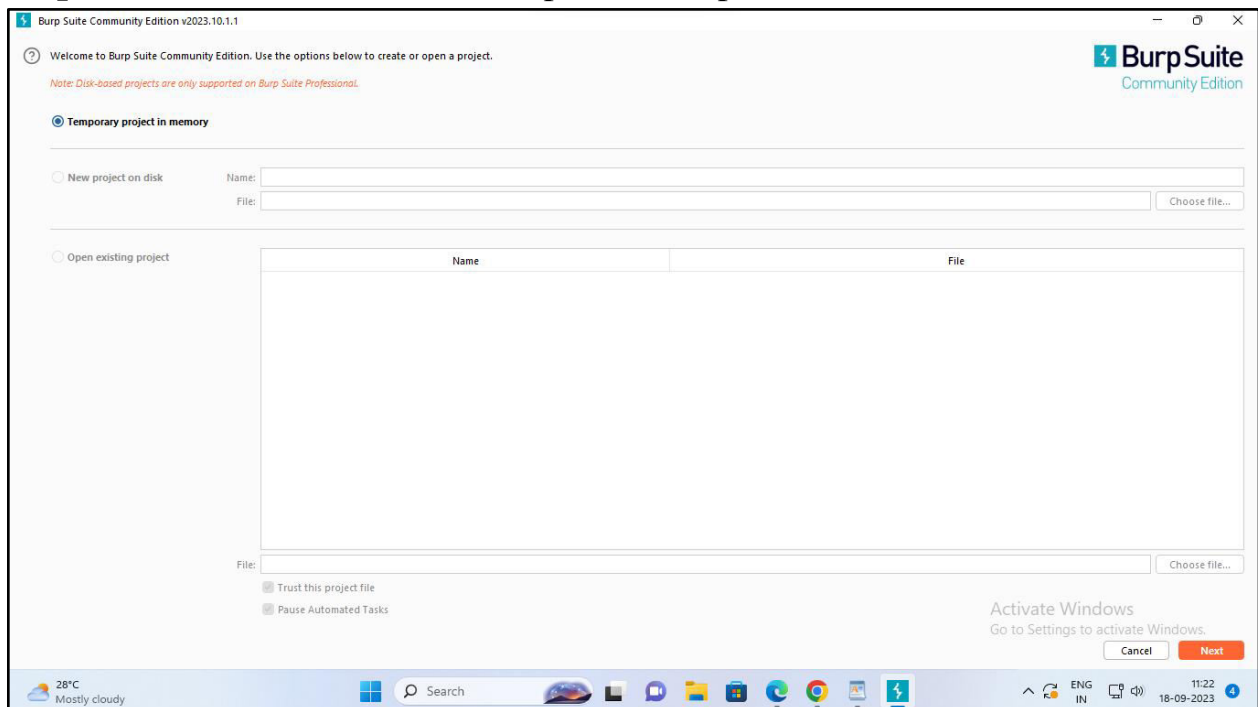 Burp Suite Community Edition v2023.10.1.1
Welcome to Burp Suite Community Edition. Use the options below to create or open a project.
Note: Disk-based projects are only supported on Burp Suite Professional.
Burp Suite
Community Edition
Temporary project in memory
New project on disk
Name:
File:
Choose file...
Open existing project
Name
File
File:
Choose file...
Trust this project file
Pause Automated Tasks
Activate Windows
Go to Settings to activate Windows.
Cancel
Next
28°C
Mostly cloudy
Search
ENG
IN
11:22
18-09-2023
4